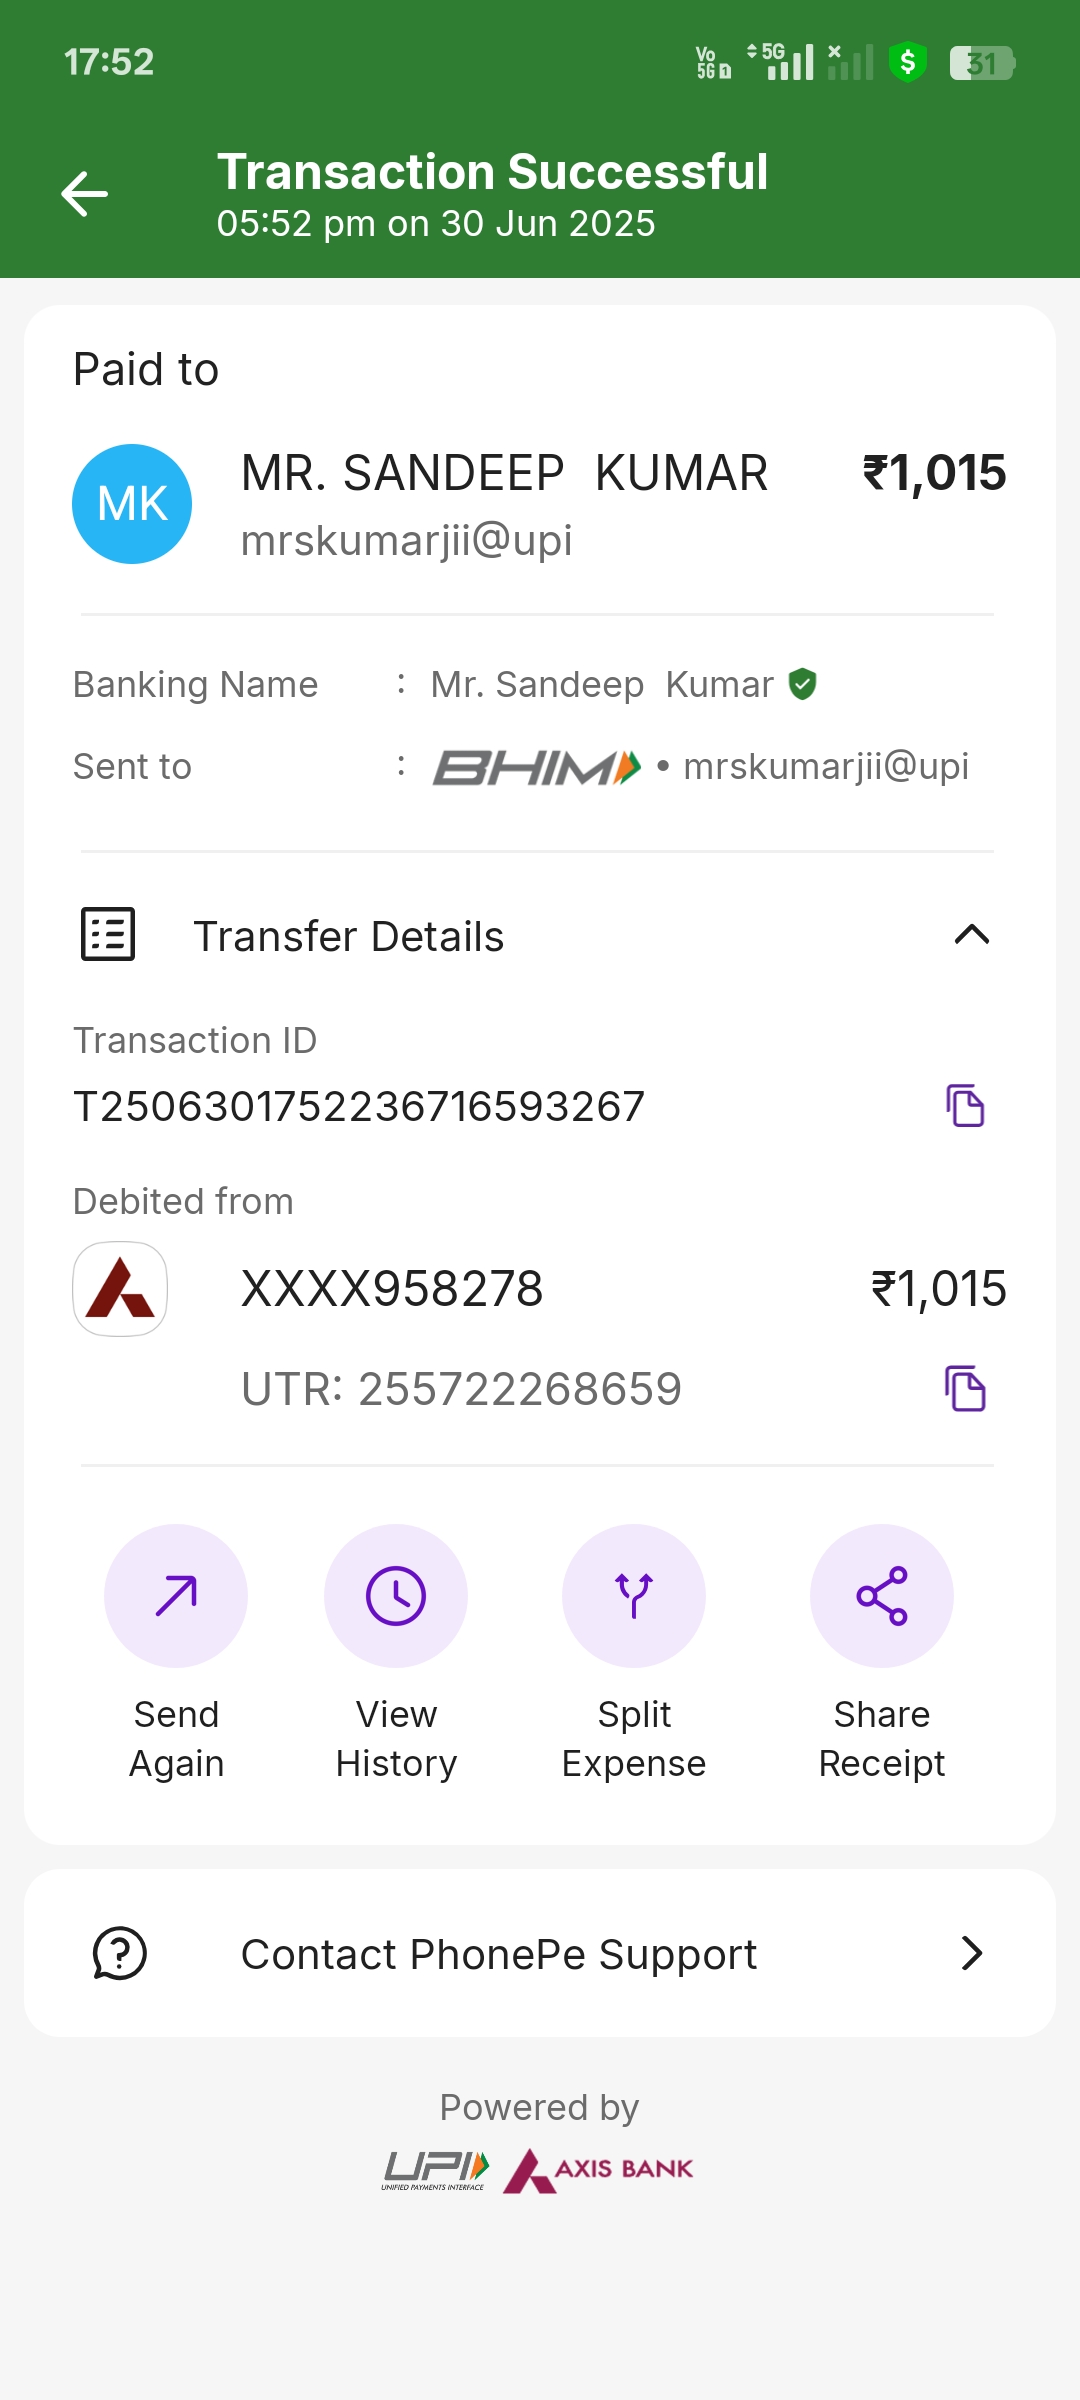 17:52
Vo 5G 1 5G $ 31
Transaction Successful
05:52 pm on 30 Jun 2025
Paid to
MK
MR. SANDEEP  KUMAR ₹1,015
mrskumarjii@upi
Banking Name : Mr. Sandeep  Kumar
Sent to : BHIM • mrskumarjii@upi
Transfer Details
Transaction ID
T2506301752236716593267
Debited from
XXXX958278 ₹1,015
UTR: 255722268659
Send Again
View History
Split Expense
Share Receipt
Contact PhonePe Support
Powered by
UPI AXIS BANK
UNIFIED PAYMENTS INTERFACE